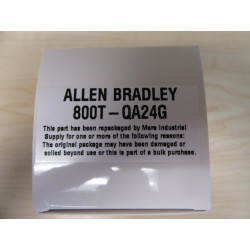 ALLEN BRADLEY
800T-QA24G
This part has been repackaged by Mara Industrial
Supply for one or more of the following reasons:
The original package may have been damaged or
soiled beyond use or this is part of a bulk purchase.